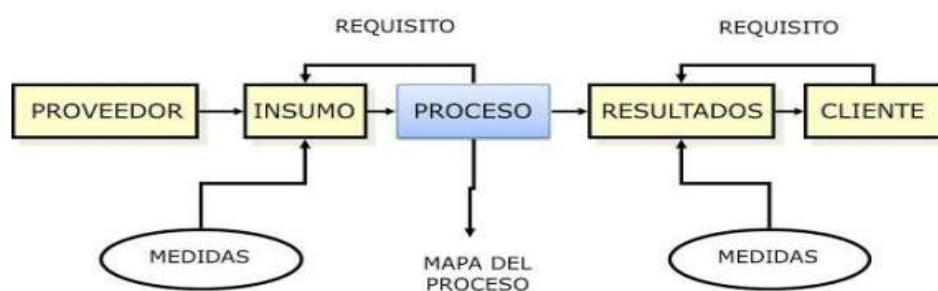 REQUISITO
REQUISITO
PROVEEDOR
INSUMO
PROCESO
RESULTADOS
CLIENTE
MEDIDAS
MAPA DEL
PROCESO
MEDIDAS